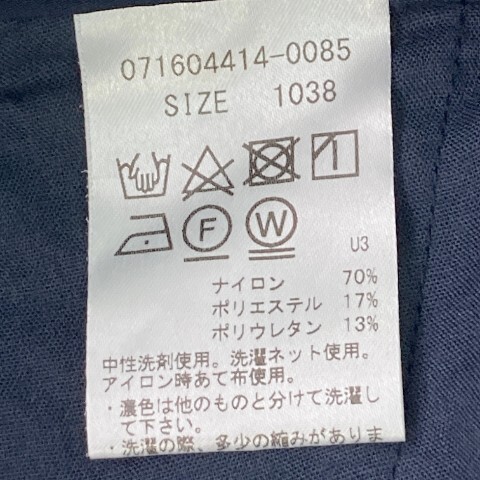 071604414-0085
SIZE 1038
F
W
U3
ナイロン 70%
ポリエステル 17%
ポリウレタン 13%
中性洗剤使用。洗濯ネット使用。
アイロン時あて布使用。
・濃色は他のものと分けて洗濯し
て下さい。
・洗濯の際、多少の縮みがありま